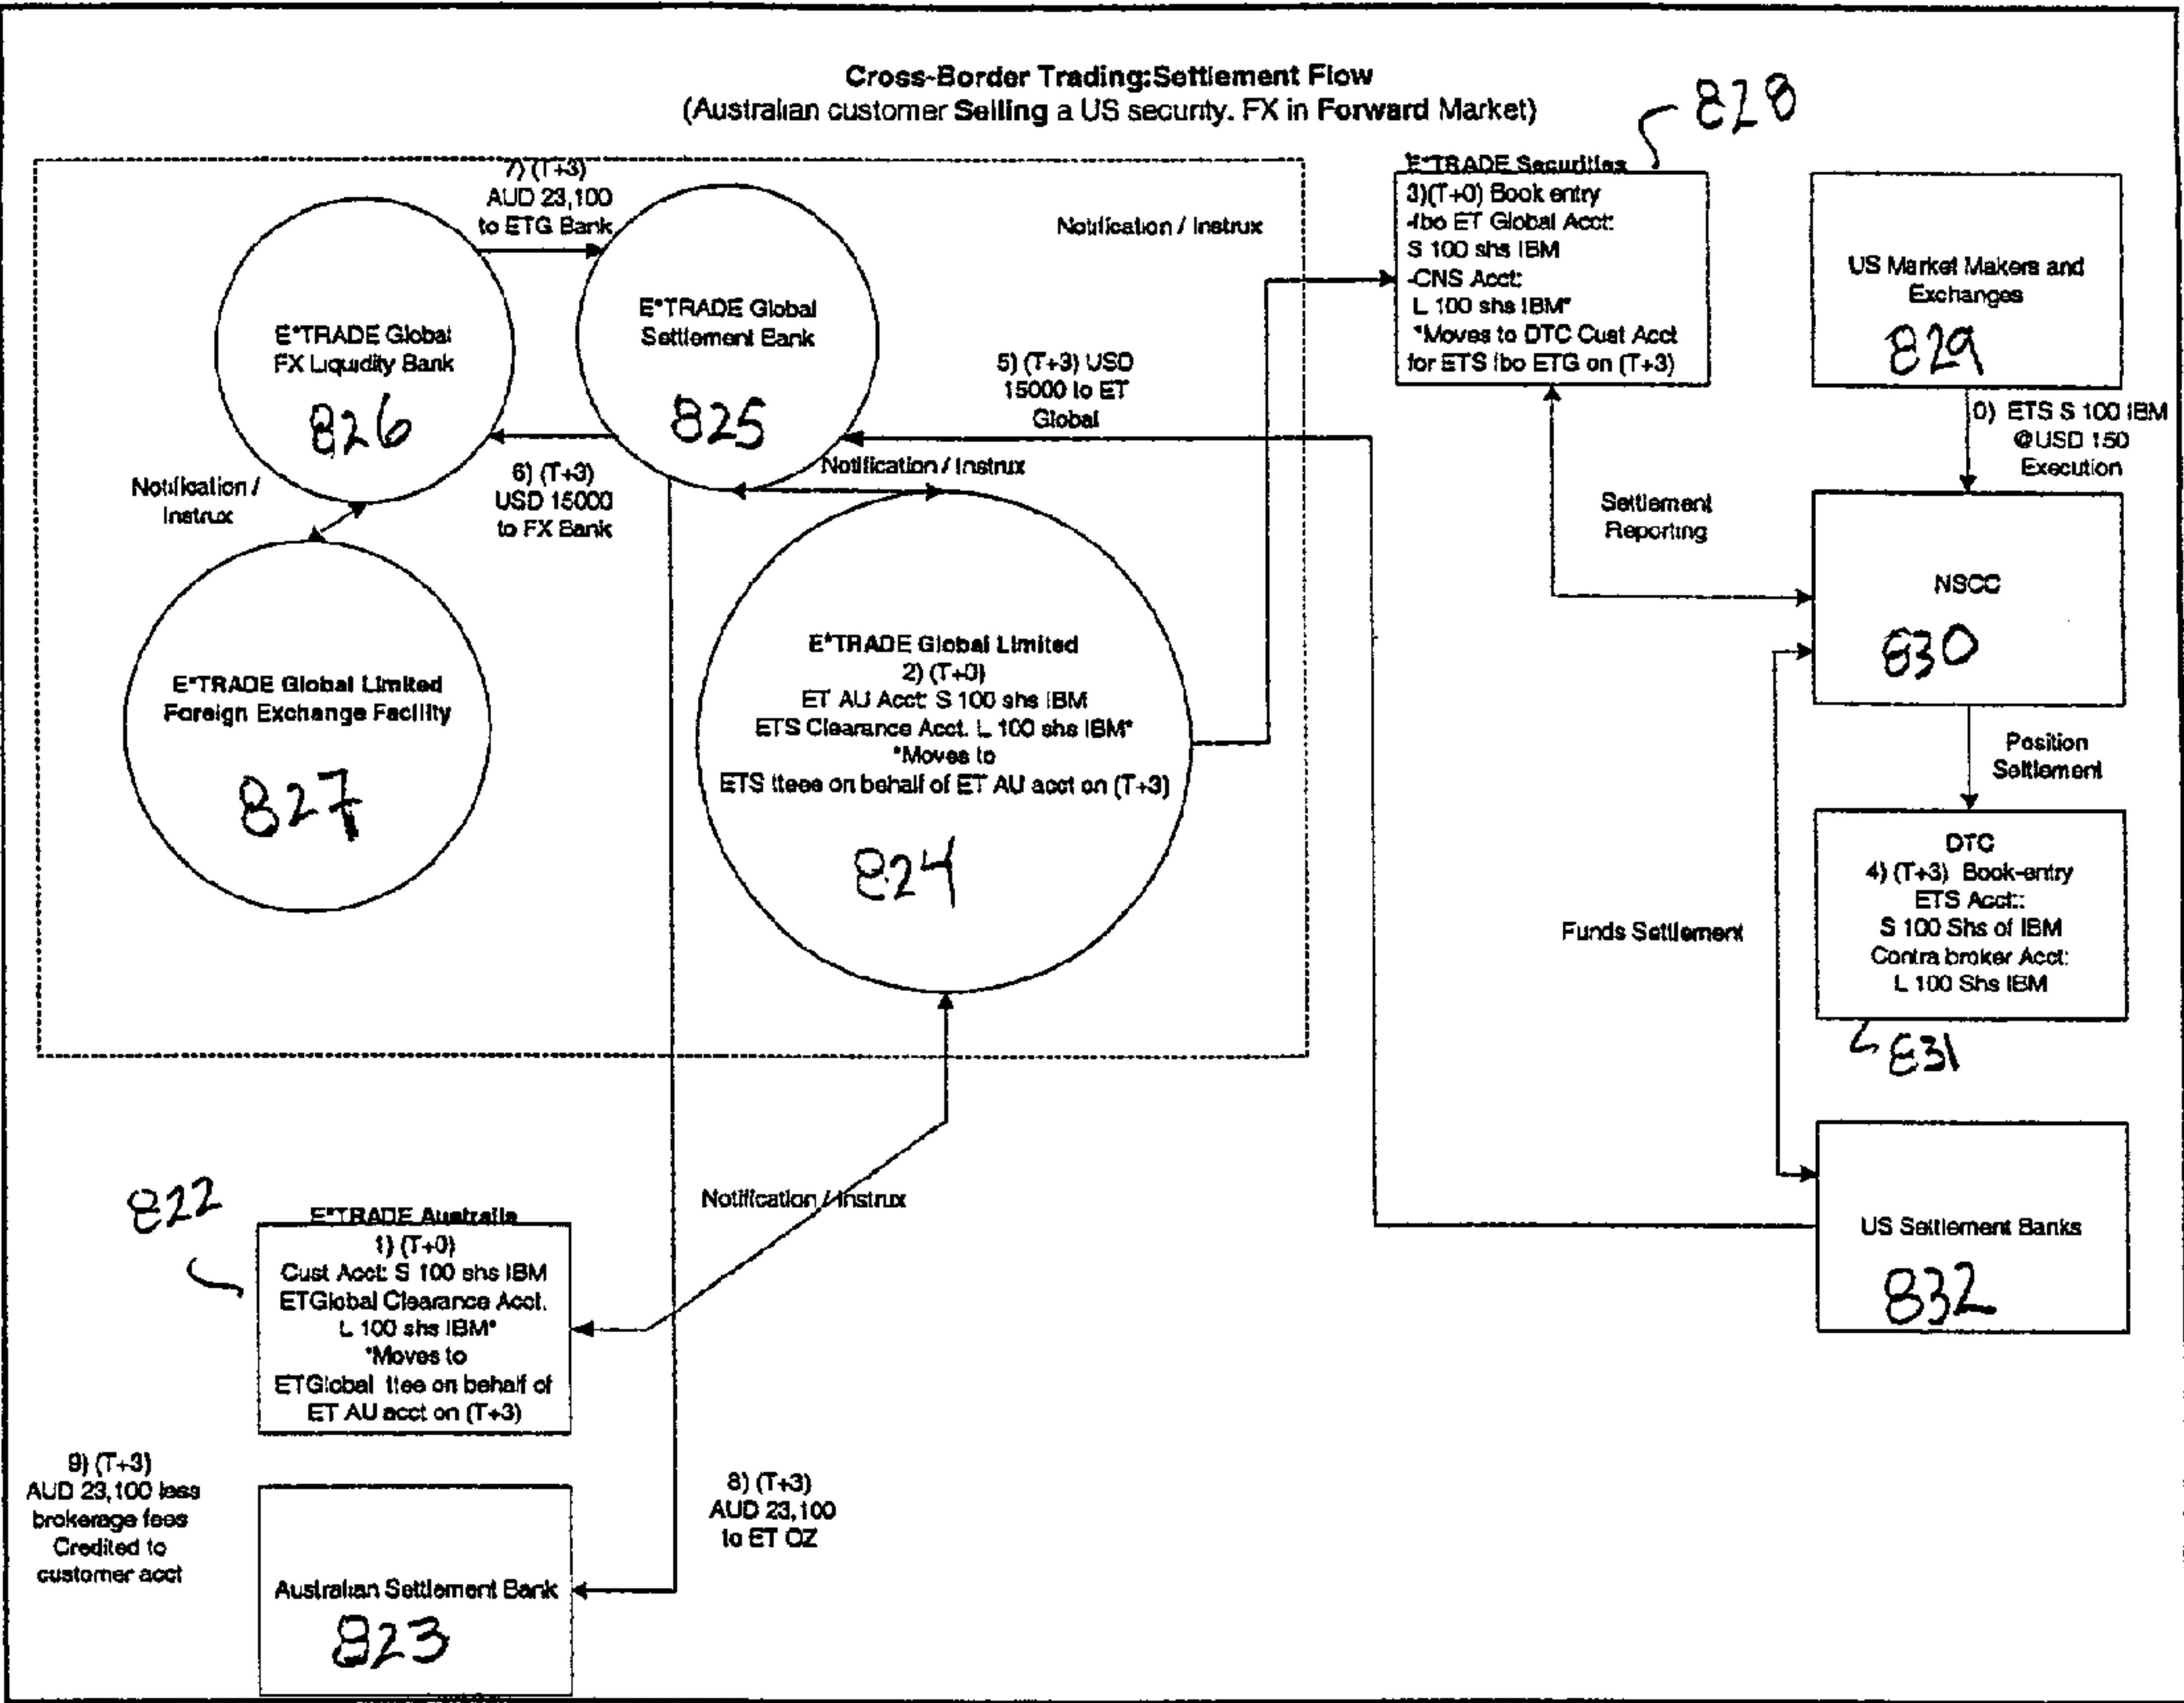 Cross-Border Trading:Settlement Flow
(Australian customer Selling a US security. FX in Forward Market)
828
7) (T+3)
AUD 23,100
to ETG Bank
Notification / Instrux
E*TRADE Global
FX Liquidity Bank
826
E*TRADE Global
Settlement Bank
825
6) (T+3)
USD 15000
to FX Bank
5) (T+3) USD
15000 to ET
Global
Notification / Instrux
Notification /
Instrux
E*TRADE Global Limited
Foreign Exchange Facility
827
E*TRADE Global Limited
2) (T+0)
ET AU Acct: S 100 shs IBM
ETS Clearance Acct. L 100 shs IBM*
*Moves to
ETS tteee on behalf of ET AU acct on (T+3)
824
E*TRADE Securities
3)(T+0) Book entry
-fbo ET Global Acct:
S 100 shs IBM
-CNS Acct:
L 100 shs IBM*
*Moves to DTC Cust Acct
for ETS fbo ETG on (T+3)
US Market Makers and
Exchanges
829
0) ETS S 100 IBM
@USD 150
Execution
Settlement
Reporting
NSCC
830
Position
Settlement
DTC
4) (T+3) Book-entry
ETS Acct::
S 100 Shs of IBM
Contra broker Acct:
L 100 Shs IBM
831
Funds Settlement
US Settlement Banks
832
822
Notification / Instrux
E*TRADE Australia
1) (T+0)
Cust Acct: S 100 shs IBM
ETGlobal Clearance Acct.
L 100 shs IBM*
*Moves to
ETGlobal ttee on behalf of
ET AU acct on (T+3)
9) (T+3)
AUD 23,100 less
brokerage fees
Credited to
customer acct
8) (T+3)
AUD 23,100
to ET OZ
Australian Settlement Bank
823